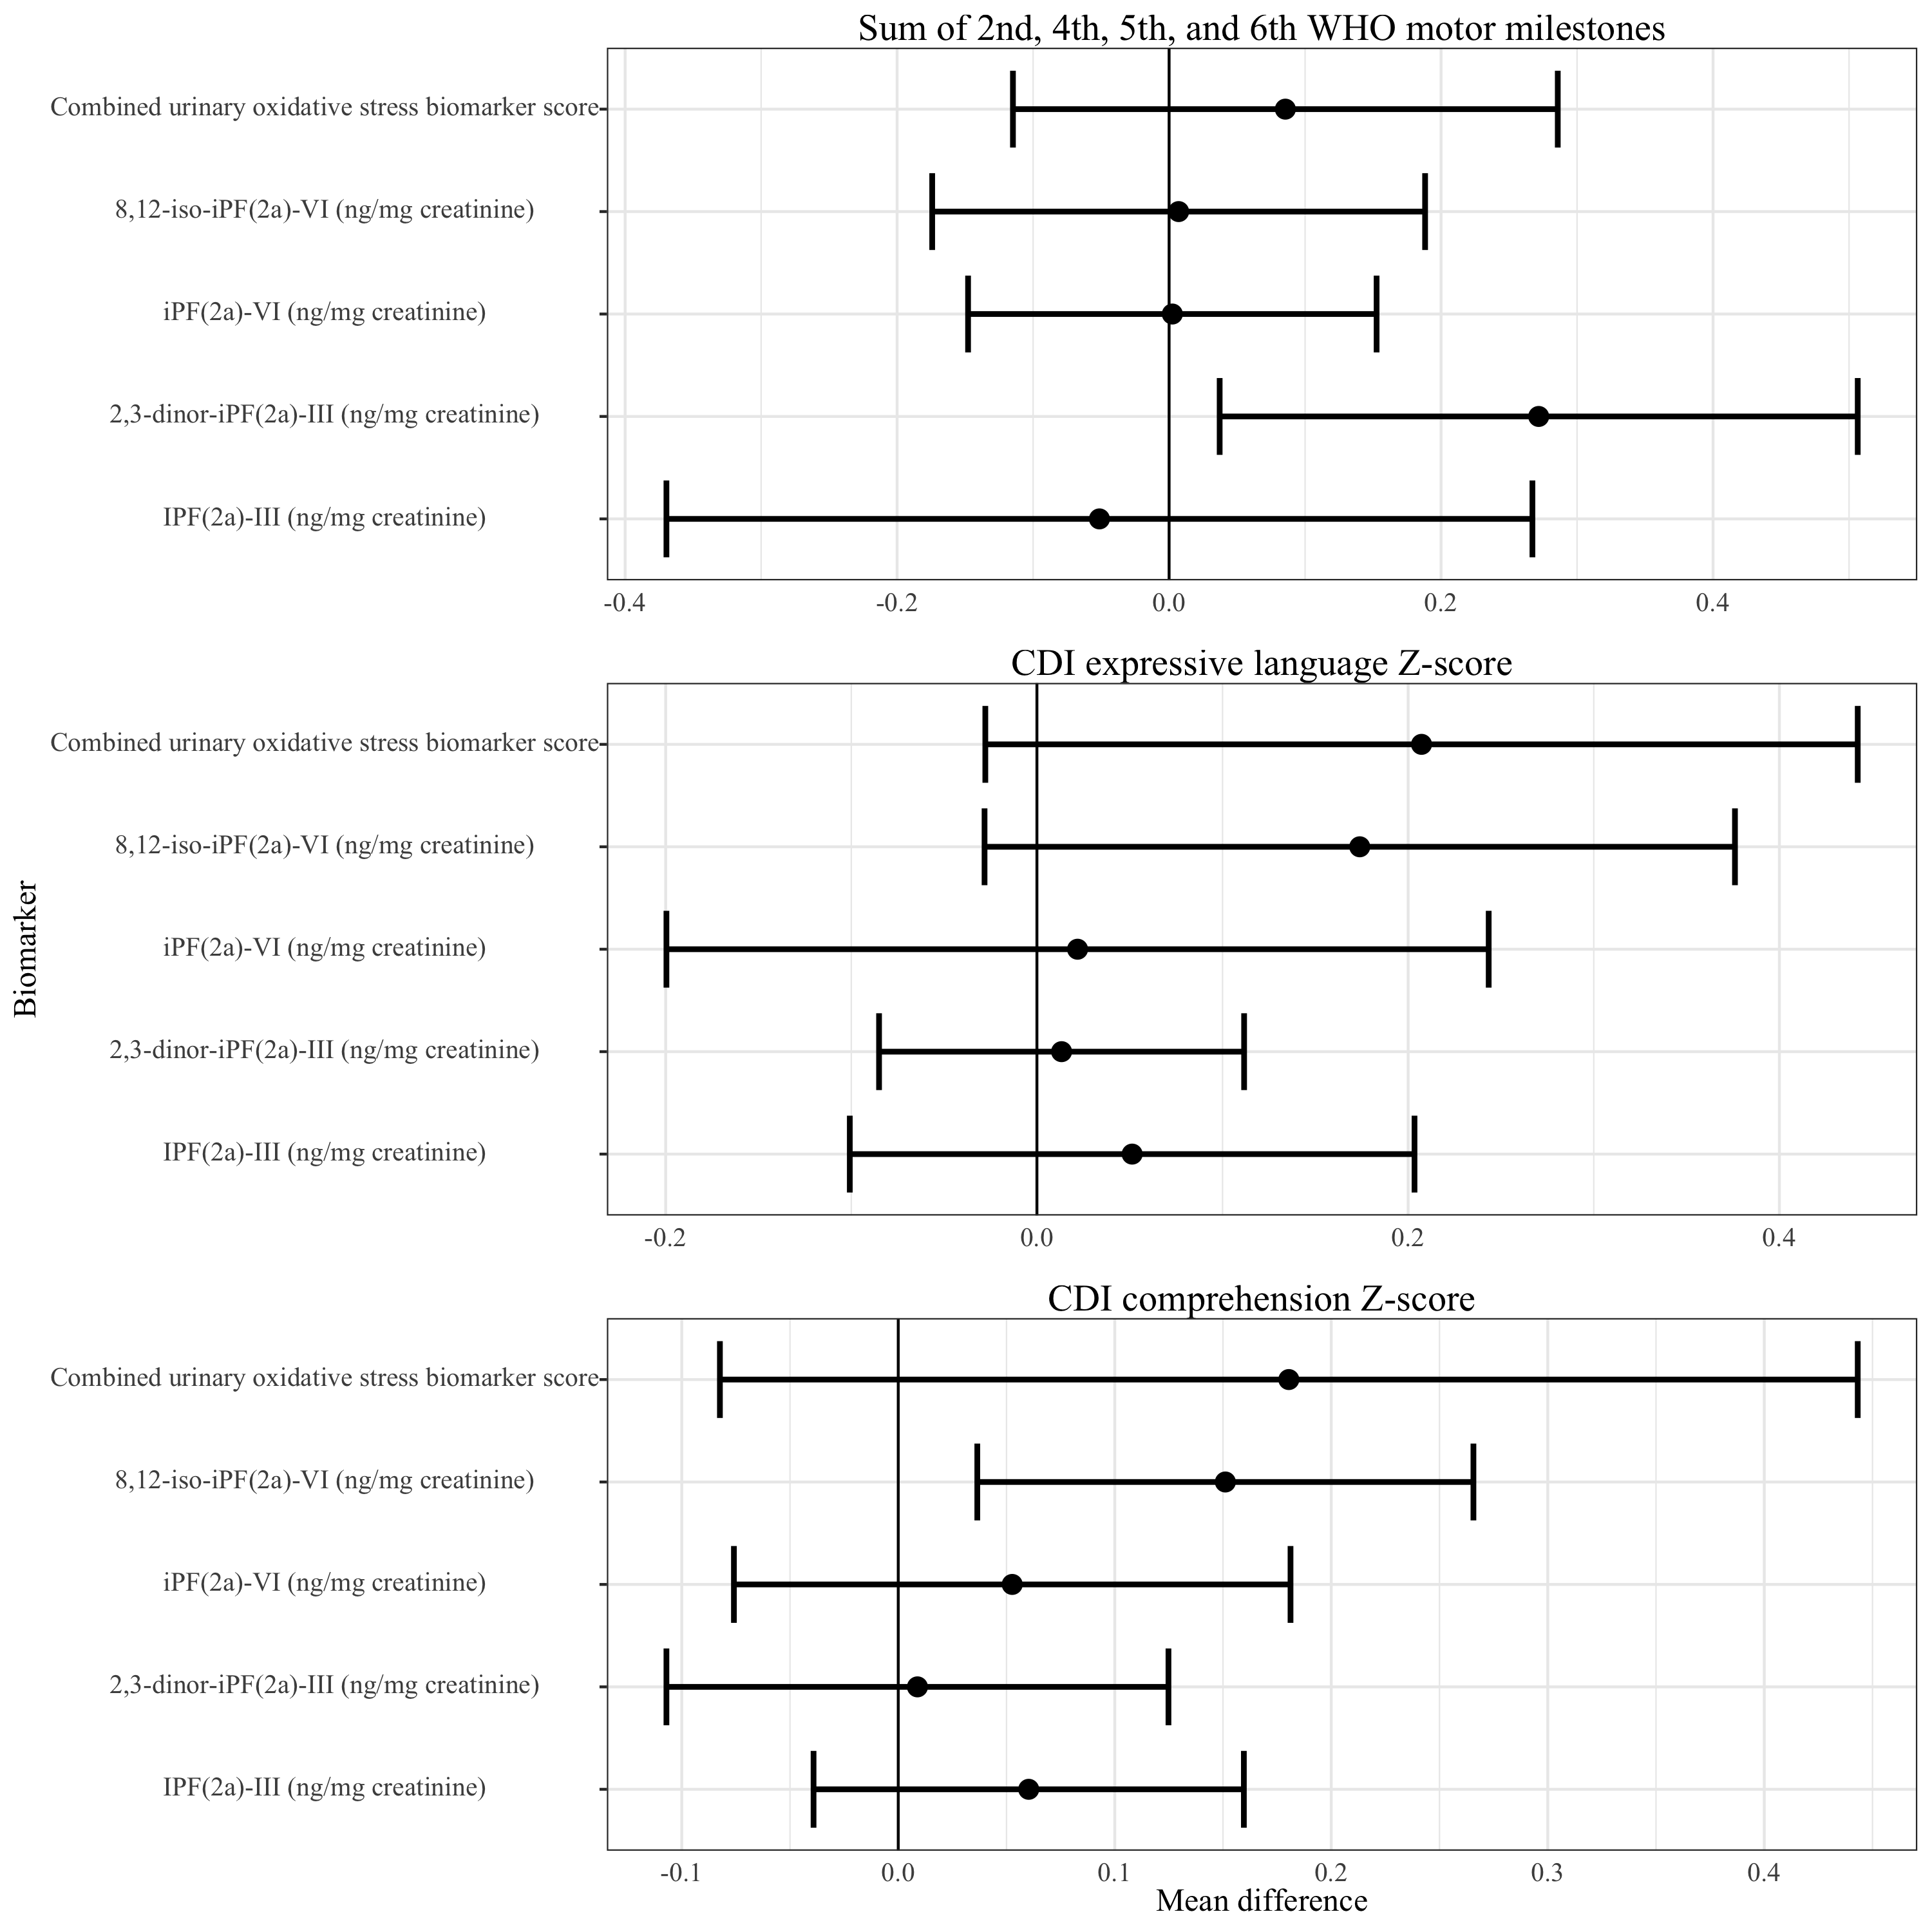 Sum of 2nd, 4th, 5th, and 6th WHO motor milestones
Combined urinary oxidative stress biomarker score
8,12-iso-iPF(2a)-VI (ng/mg creatinine)
iPF(2a)-VI (ng/mg creatinine)
2,3-dinor-iPF(2a)-III (ng/mg creatinine)
IPF(2a)-III (ng/mg creatinine)
-0.4 -0.2 0.0 0.2 0.4
Biomarker
CDI expressive language Z-score
Combined urinary oxidative stress biomarker score
8,12-iso-iPF(2a)-VI (ng/mg creatinine)
iPF(2a)-VI (ng/mg creatinine)
2,3-dinor-iPF(2a)-III (ng/mg creatinine)
IPF(2a)-III (ng/mg creatinine)
-0.2 0.0 0.2 0.4
CDI comprehension Z-score
Combined urinary oxidative stress biomarker score
8,12-iso-iPF(2a)-VI (ng/mg creatinine)
iPF(2a)-VI (ng/mg creatinine)
2,3-dinor-iPF(2a)-III (ng/mg creatinine)
IPF(2a)-III (ng/mg creatinine)
-0.1 0.0 0.1 0.2 0.3 0.4
Mean difference